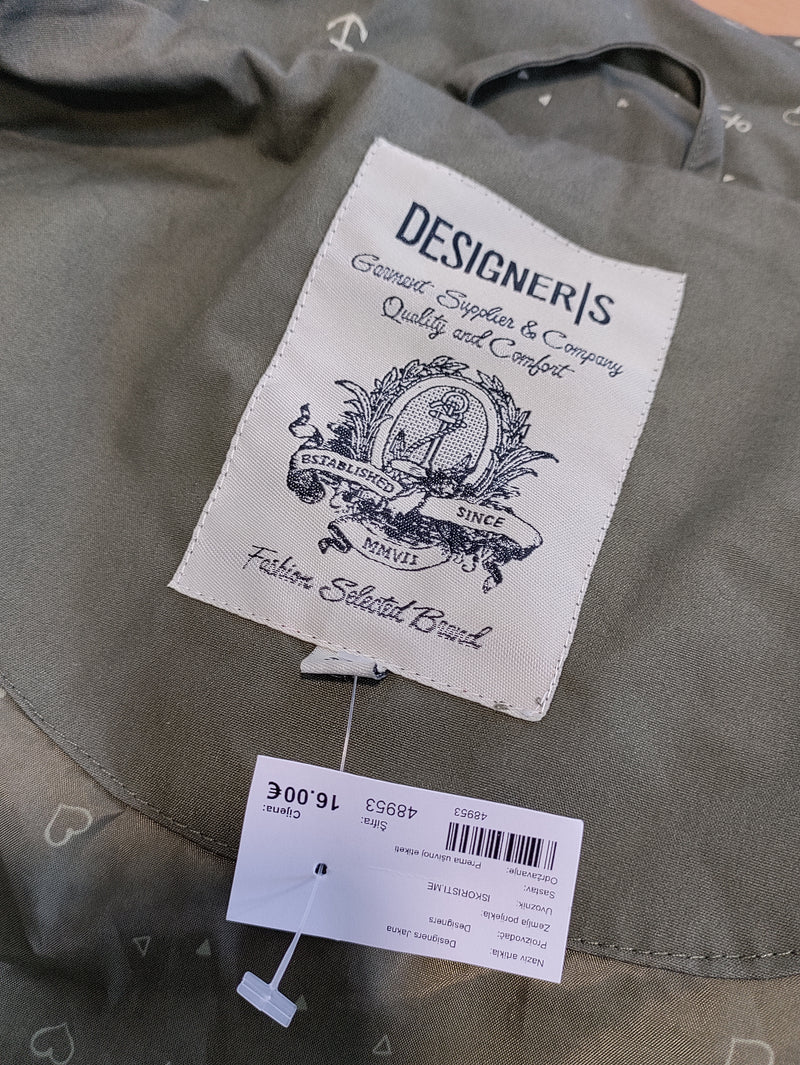 DESIGNER|S
Garment Supplier & Company
Quality and Comfort
ESTABLISHED
SINCE
MMVII
Fashion Selected Brand
Naziv artikla: Designers Jakna
Proizvođač: Designers
Zemlja porijekla:
Uvoznik: ISKORISTI.ME
Sastav:
Održavanje: Prema ušivnoj etiketi
48953
Šifra: 48953
Cijena: 16.00€